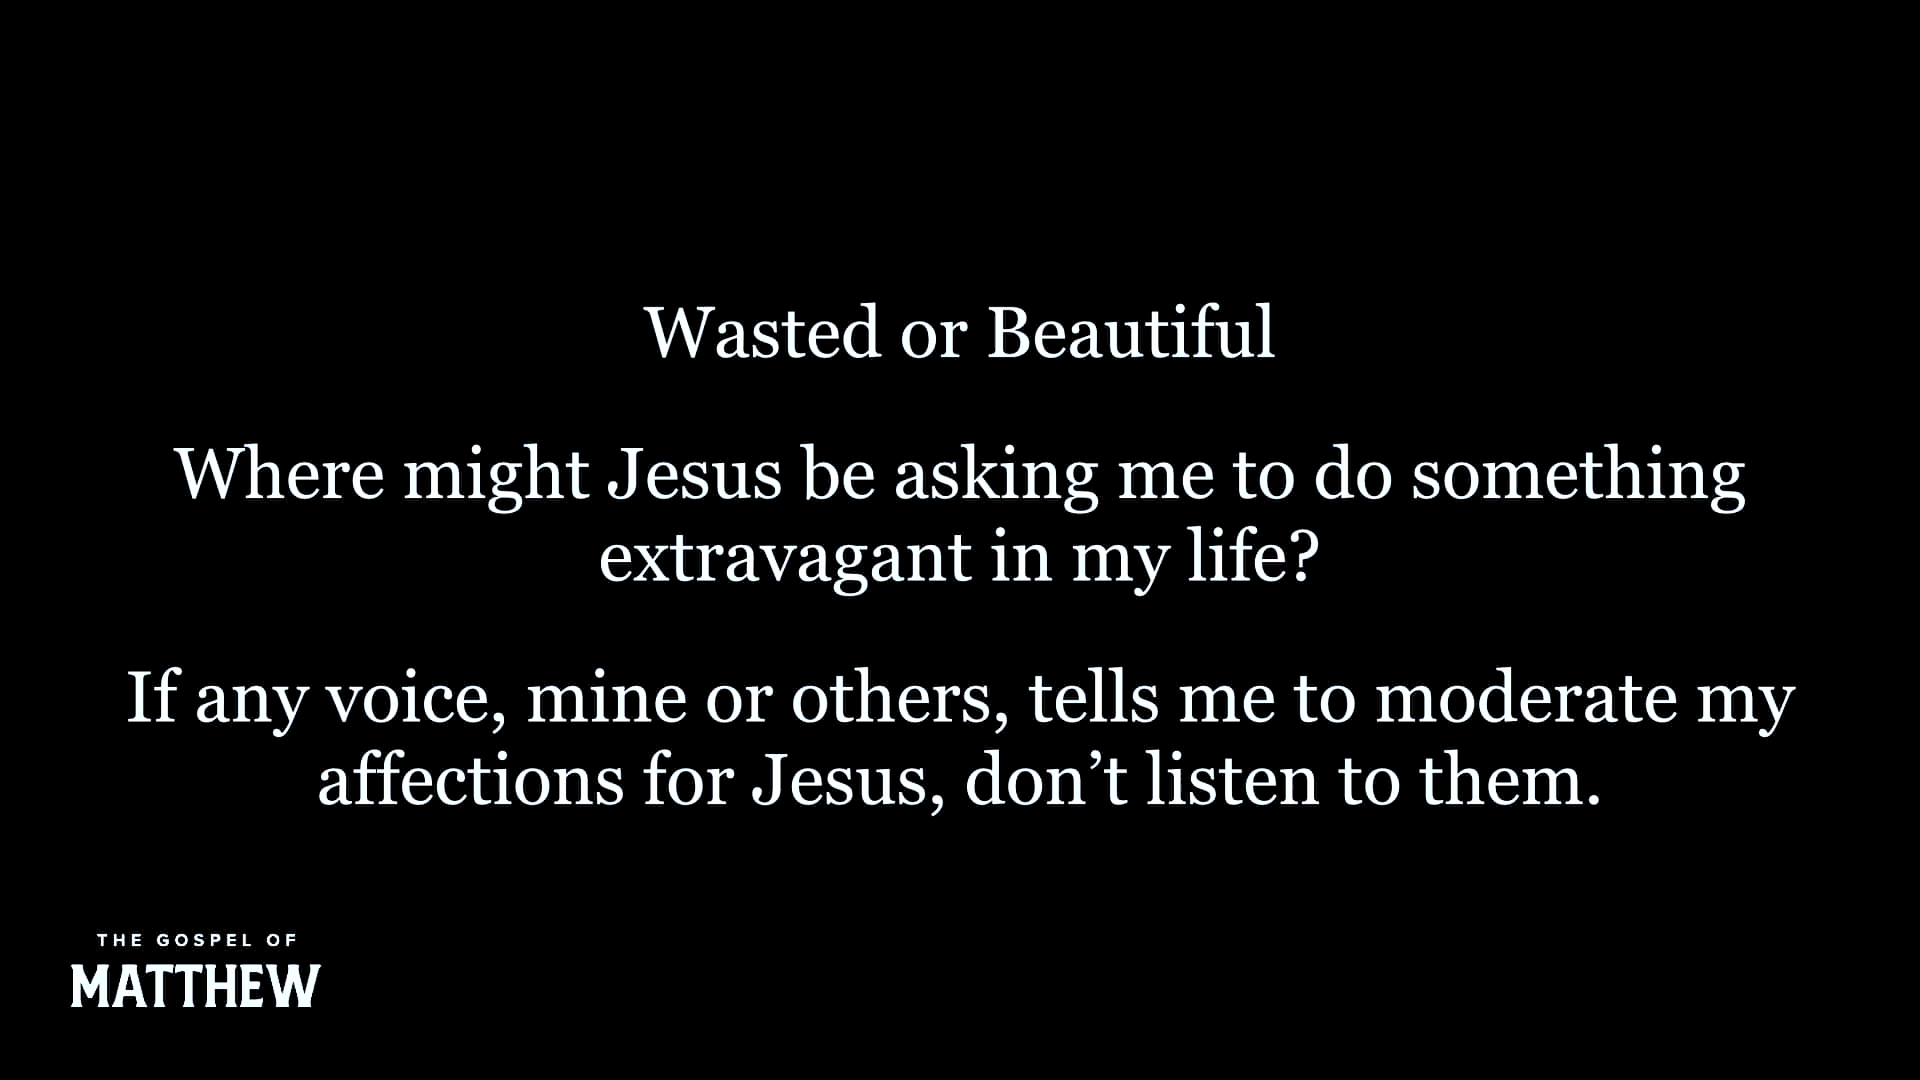 Wasted or Beautiful
Where might Jesus be asking me to do something
extravagant in my life?
If any voice, mine or others, tells me to moderate my
affections for Jesus, don’t listen to them.
THE GOSPEL OF
MATTHEW